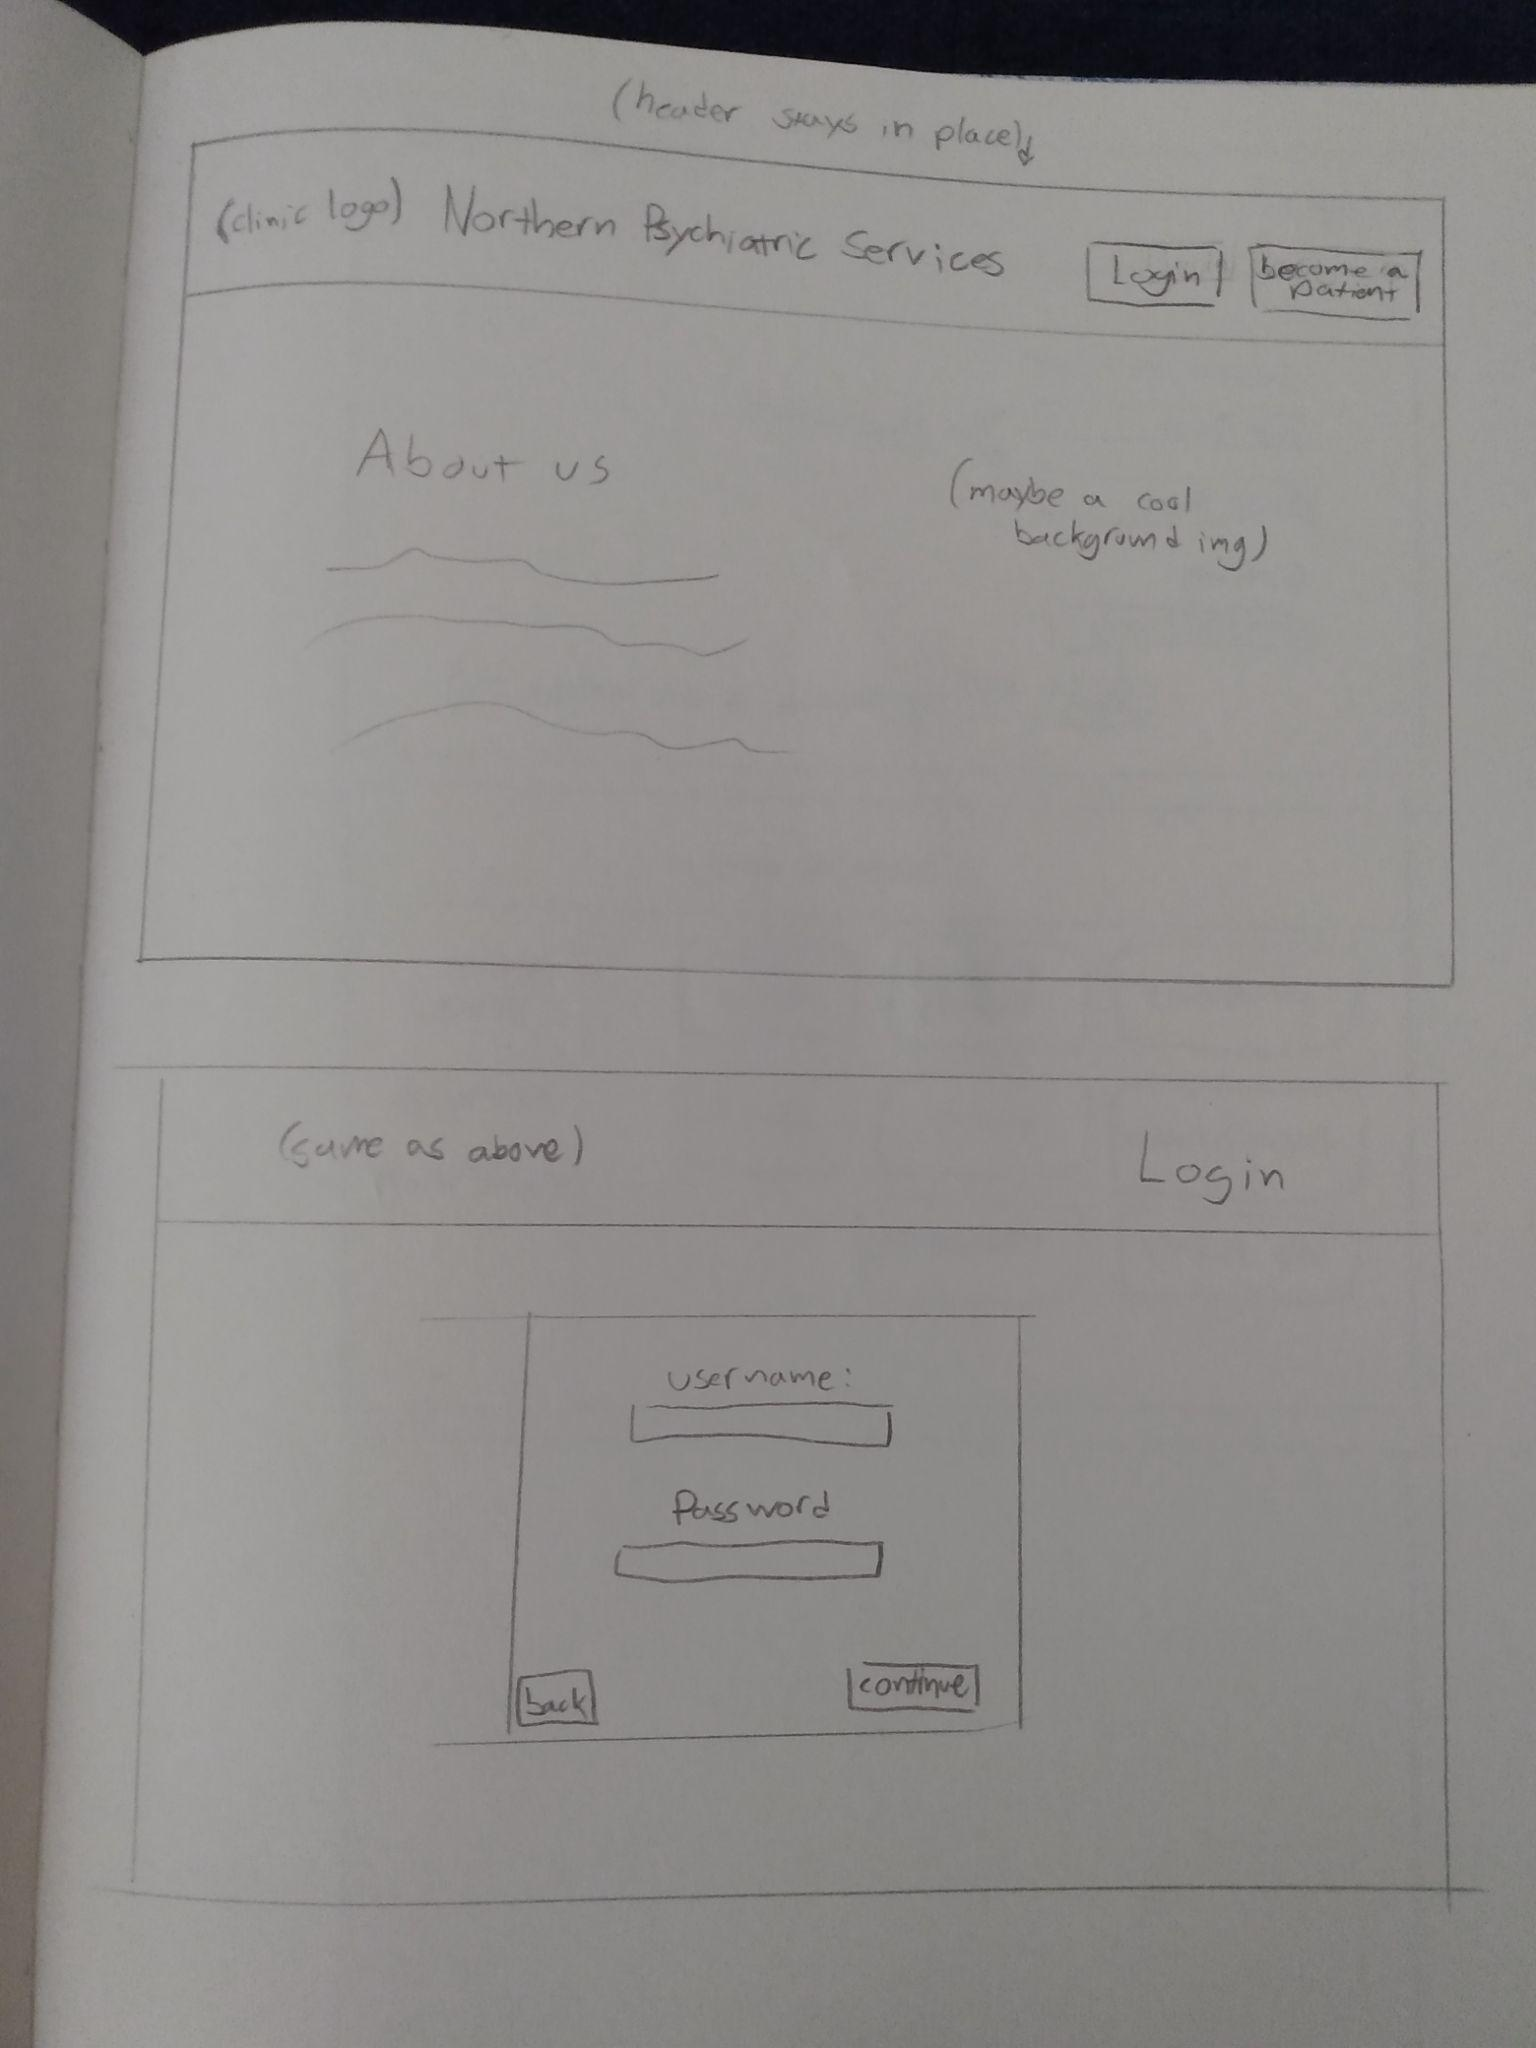 (header stays in place)
(clinic logo) Northern Psychiatric Services
Login
become a
patient
About us
(maybe a cool
background img)
(same as above)
Login
username:
Password
back
continue